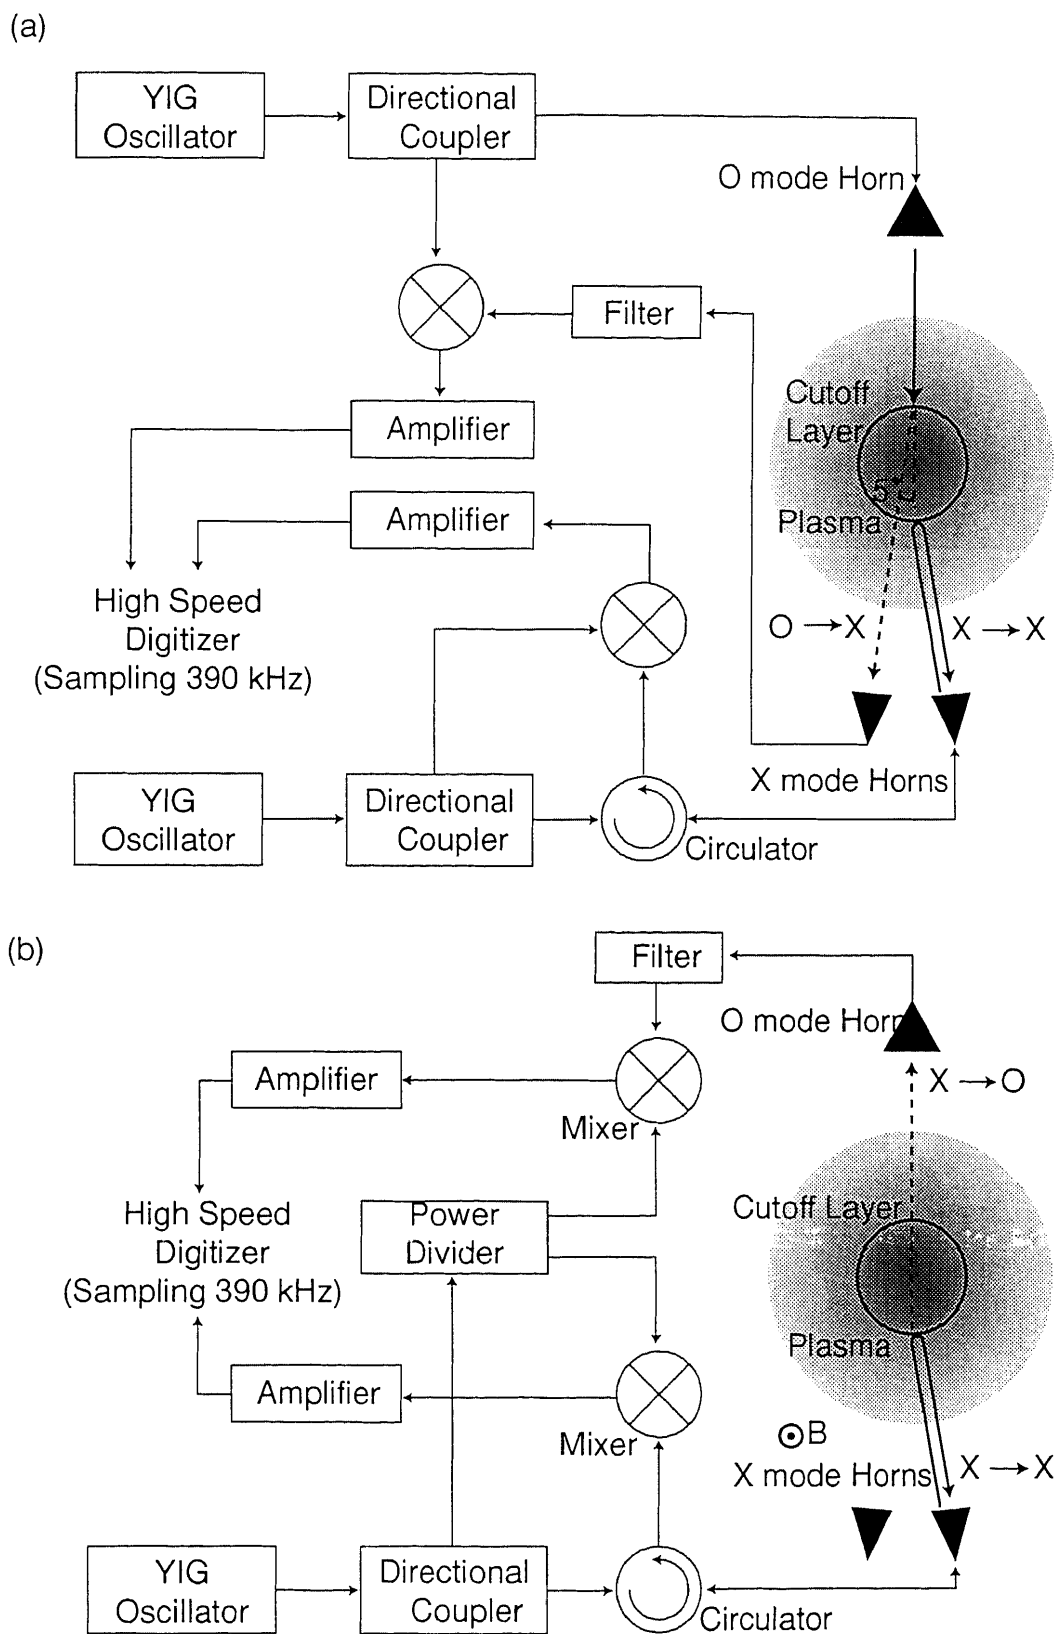 (a)
YIG
Oscillator
Directional
Coupler
O mode Horn
Filter
Cutoff
Layer
Amplifier
5°
Amplifier
Plasma
High Speed
Digitizer
(Sampling 390 kHz)
O → X
X → X
X mode Horns
YIG
Oscillator
Directional
Coupler
Circulator
(b)
Filter
O mode Horn
Amplifier
X → O
Mixer
High Speed
Digitizer
(Sampling 390 kHz)
Power
Divider
Cutoff Layer
Plasma
Amplifier
Mixer
B
X mode Horns
X → X
YIG
Oscillator
Directional
Coupler
Circulator